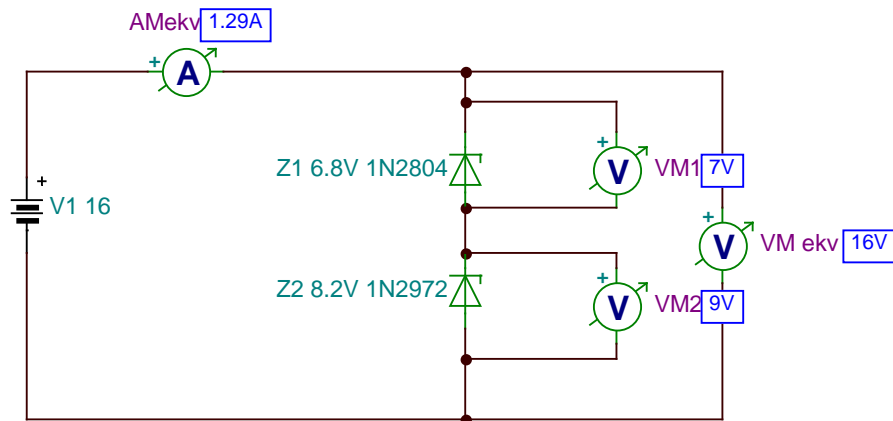 AMekv 1.29A
+ A
+ V
Z1 6.8V 1N2804
VM1 7V
+
V1 16
+ V
VM ekv 16V
+ V
Z2 8.2V 1N2972
VM2 9V